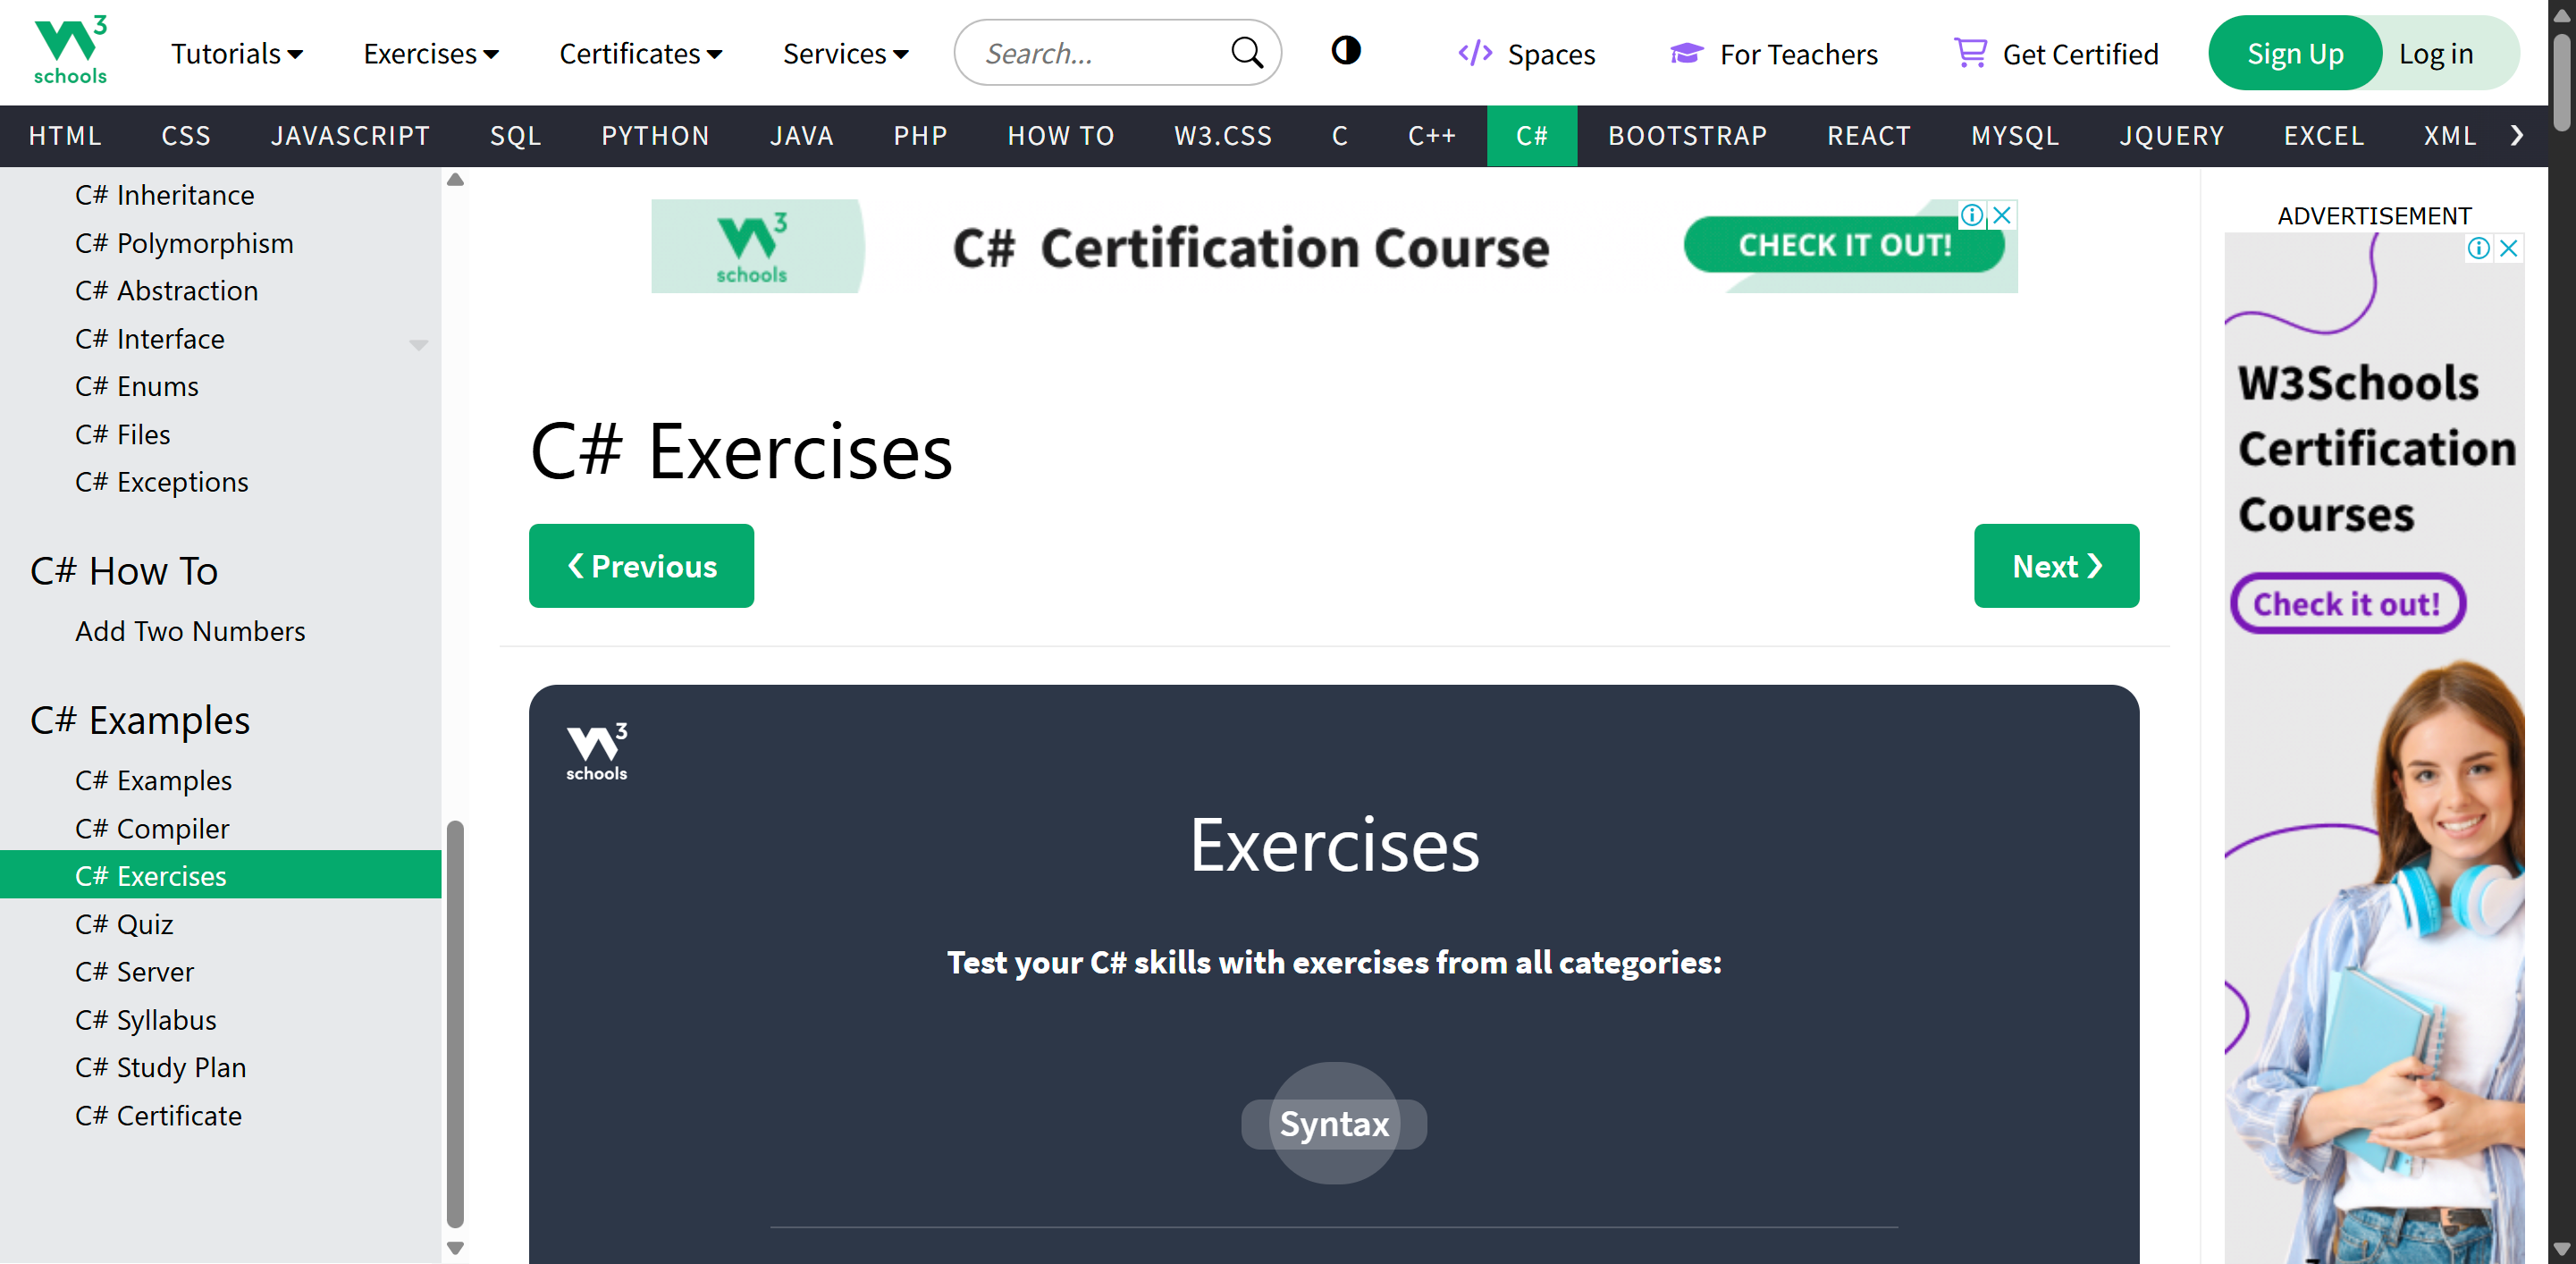 3
schools
Tutorials
Exercises
Certificates
Services
Search...
Spaces
For Teachers
Get Certified
Sign Up
Log in
HTML
CSS
JAVASCRIPT
SQL
PYTHON
JAVA
PHP
HOW TO
W3.CSS
C
C++
C#
BOOTSTRAP
REACT
MYSQL
JQUERY
EXCEL
XML
C# Inheritance
C# Polymorphism
C# Abstraction
C# Interface
C# Enums
C# Files
C# Exceptions
C# How To
Add Two Numbers
C# Examples
C# Examples
C# Compiler
C# Exercises
C# Quiz
C# Server
C# Syllabus
C# Study Plan
C# Certificate
3
schools
C# Certification Course
CHECK IT OUT!
C# Exercises
❮ Previous
Next ❯
3
schools
Exercises
Test your C# skills with exercises from all categories:
Syntax
ADVERTISEMENT
W3Schools
Certification
Courses
Check it out!